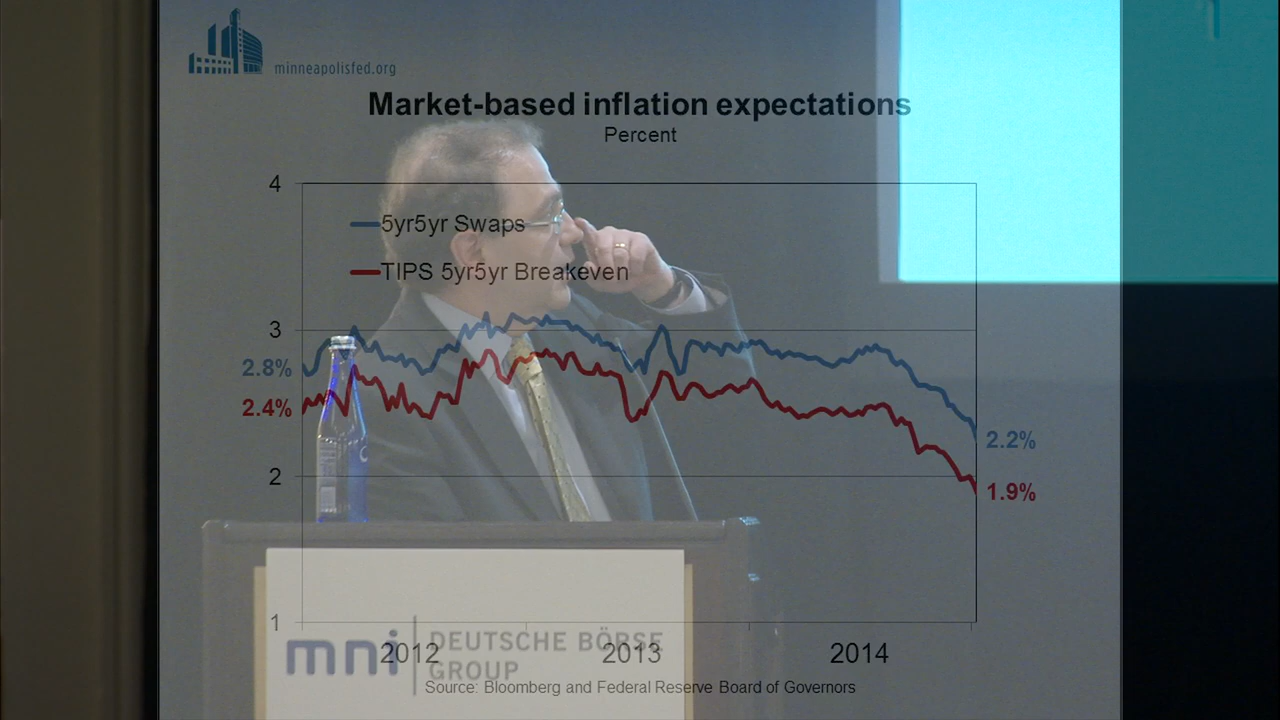 minneapolisfed.org
Market-based inflation expectations
Percent
4
5yr5yr Swaps
TIPS 5yr5yr Breakeven
3
2.8%
2.4%
2.2%
2
1.9%
1
mni DEUTSCHE BÖRSE
GROUP
2012 2013 2014
Source: Bloomberg and Federal Reserve Board of Governors